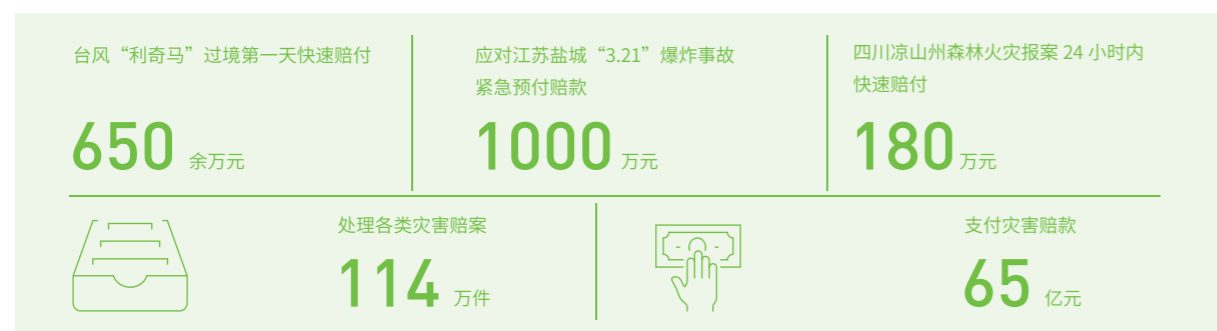 台风“利奇马”过境第一天快速赔付
650 余万元
应对江苏盐城“3.21”爆炸事故
紧急预付赔款
1000 万元
四川凉山州森林火灾报案 24 小时内
快速赔付
180 万元
处理各类灾害赔案
114 万件
支付灾害赔款
65 亿元